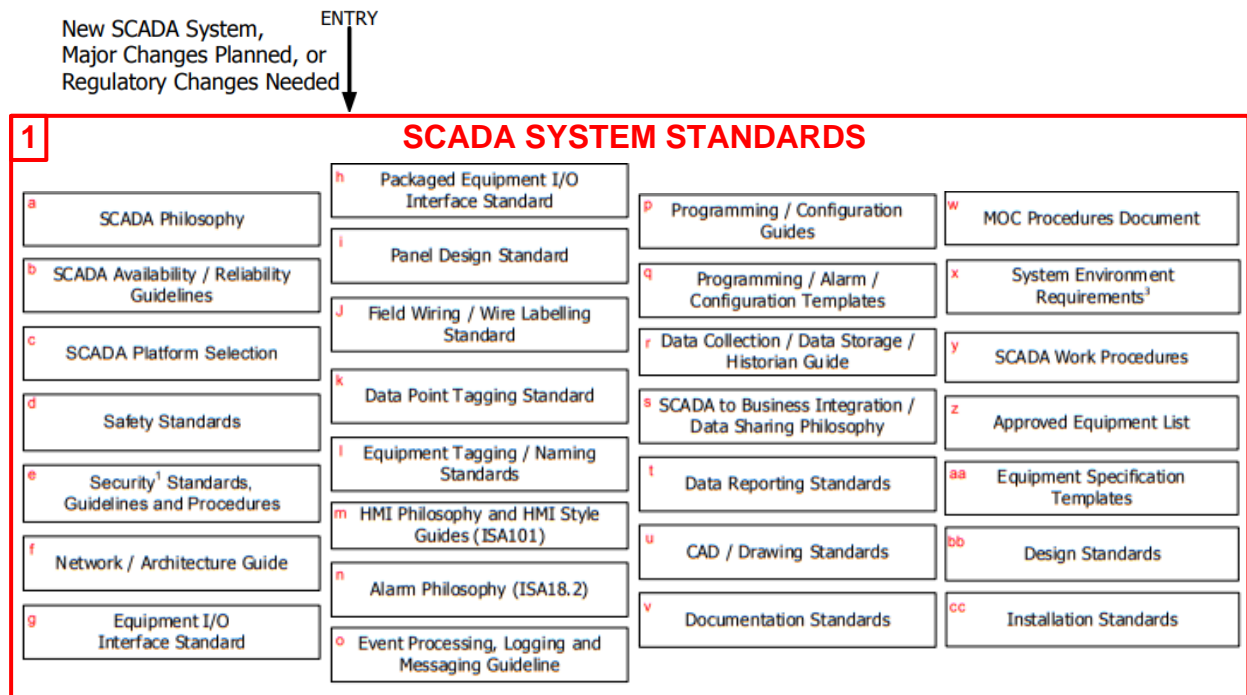 New SCADA System,
Major Changes Planned, or
Regulatory Changes Needed
ENTRY
1
SCADA SYSTEM STANDARDS
a
SCADA Philosophy
b
SCADA Availability / Reliability
Guidelines
c
SCADA Platform Selection
d
Safety Standards
e
Security¹ Standards,
Guidelines and Procedures
f
Network / Architecture Guide
g
Equipment I/O
Interface Standard
h
Packaged Equipment I/O
Interface Standard
i
Panel Design Standard
J
Field Wiring / Wire Labelling
Standard
k
Data Point Tagging Standard
l
Equipment Tagging / Naming
Standards
m
HMI Philosophy and HMI Style
Guides (ISA101)
n
Alarm Philosophy (ISA18.2)
o
Event Processing, Logging and
Messaging Guideline
p
Programming / Configuration
Guides
q
Programming / Alarm /
Configuration Templates
r
Data Collection / Data Storage /
Historian Guide
s
SCADA to Business Integration /
Data Sharing Philosophy
t
Data Reporting Standards
u
CAD / Drawing Standards
v
Documentation Standards
w
MOC Procedures Document
x
System Environment
Requirements³
y
SCADA Work Procedures
z
Approved Equipment List
aa
Equipment Specification
Templates
bb
Design Standards
cc
Installation Standards